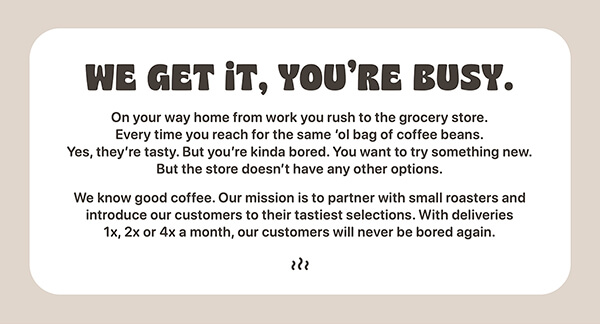 WE GET iT, YOU’RE BUSY.
On your way home from work you rush to the grocery store.
Every time you reach for the same ‘ol bag of coffee beans.
Yes, they’re tasty. But you’re kinda bored. You want to try something new.
But the store doesn’t have any other options.
We know good coffee. Our mission is to partner with small roasters and
introduce our customers to their tastiest selections. With deliveries
1x, 2x or 4x a month, our customers will never be bored again.